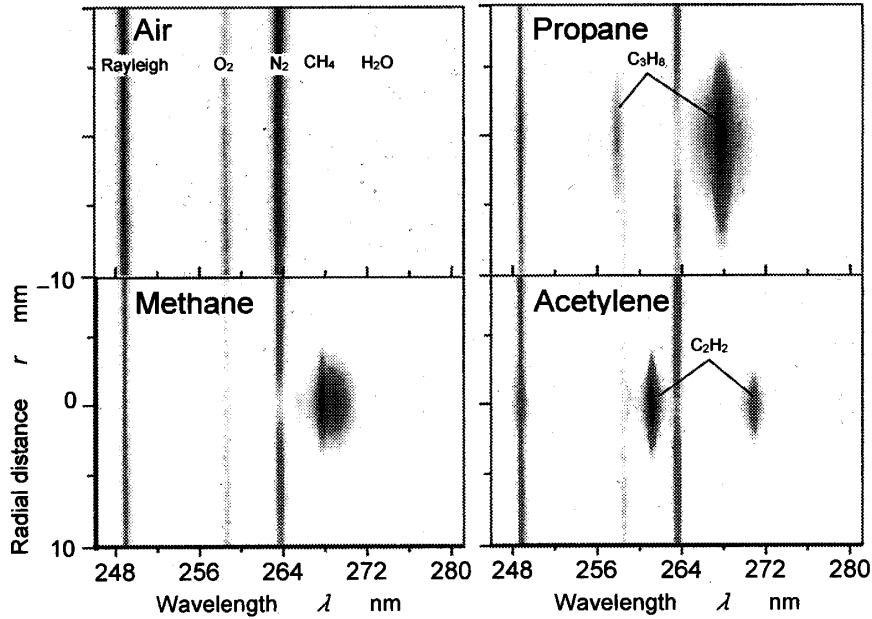 Air
Rayleigh O₂ N₂ CH₄ H₂O
Propane
C₃H₈
Methane
Acetylene
C₂H₂
Radial distance r mm
−10
0
10
248 256 264 272
Wavelength λ nm
248 256 264 272 280
Wavelength λ nm